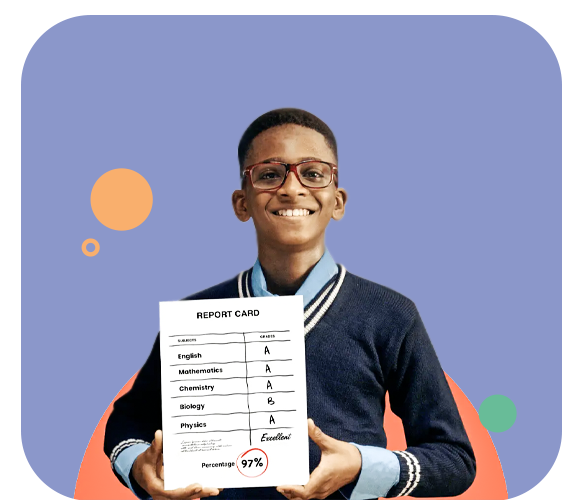 REPORT CARD
SUBJECTS GRADES
English A
Mathematics A
Chemistry A
Biology B
Physics A
Excellent
Percentage 97%